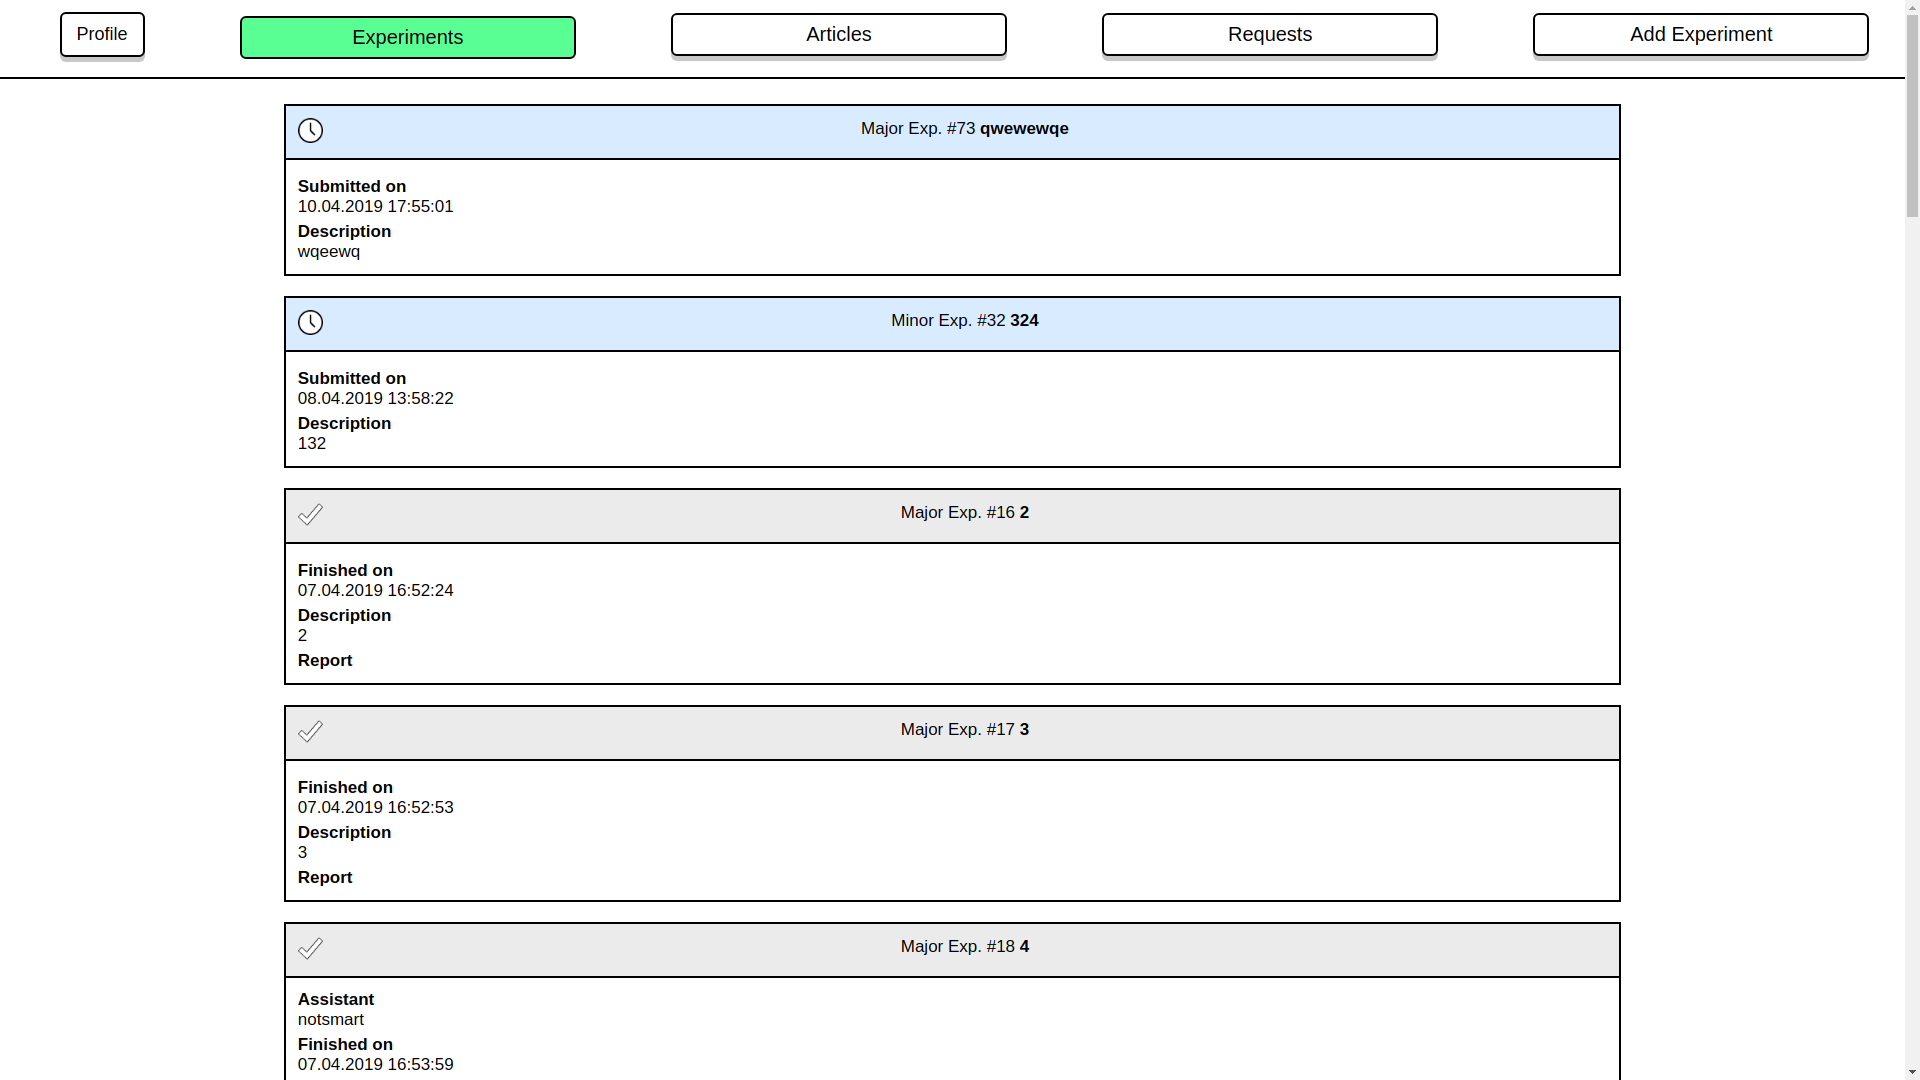 Profile
Experiments
Articles
Requests
Add Experiment
Major Exp. #73 qwewewqe
Submitted on
10.04.2019 17:55:01
Description
wqeewq
Minor Exp. #32 324
Submitted on
08.04.2019 13:58:22
Description
132
Major Exp. #16 2
Finished on
07.04.2019 16:52:24
Description
2
Report
Major Exp. #17 3
Finished on
07.04.2019 16:52:53
Description
3
Report
Major Exp. #18 4
Assistant
notsmart
Finished on
07.04.2019 16:53:59